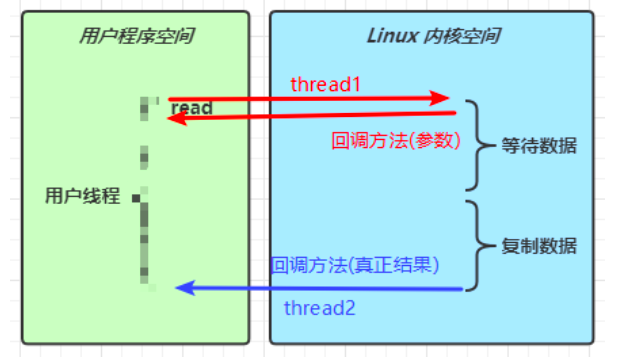 用户程序空间
Linux 内核空间
thread1
read
回调方法(参数)
等待数据
用户线程
复制数据
回调方法(真正结果)
thread2